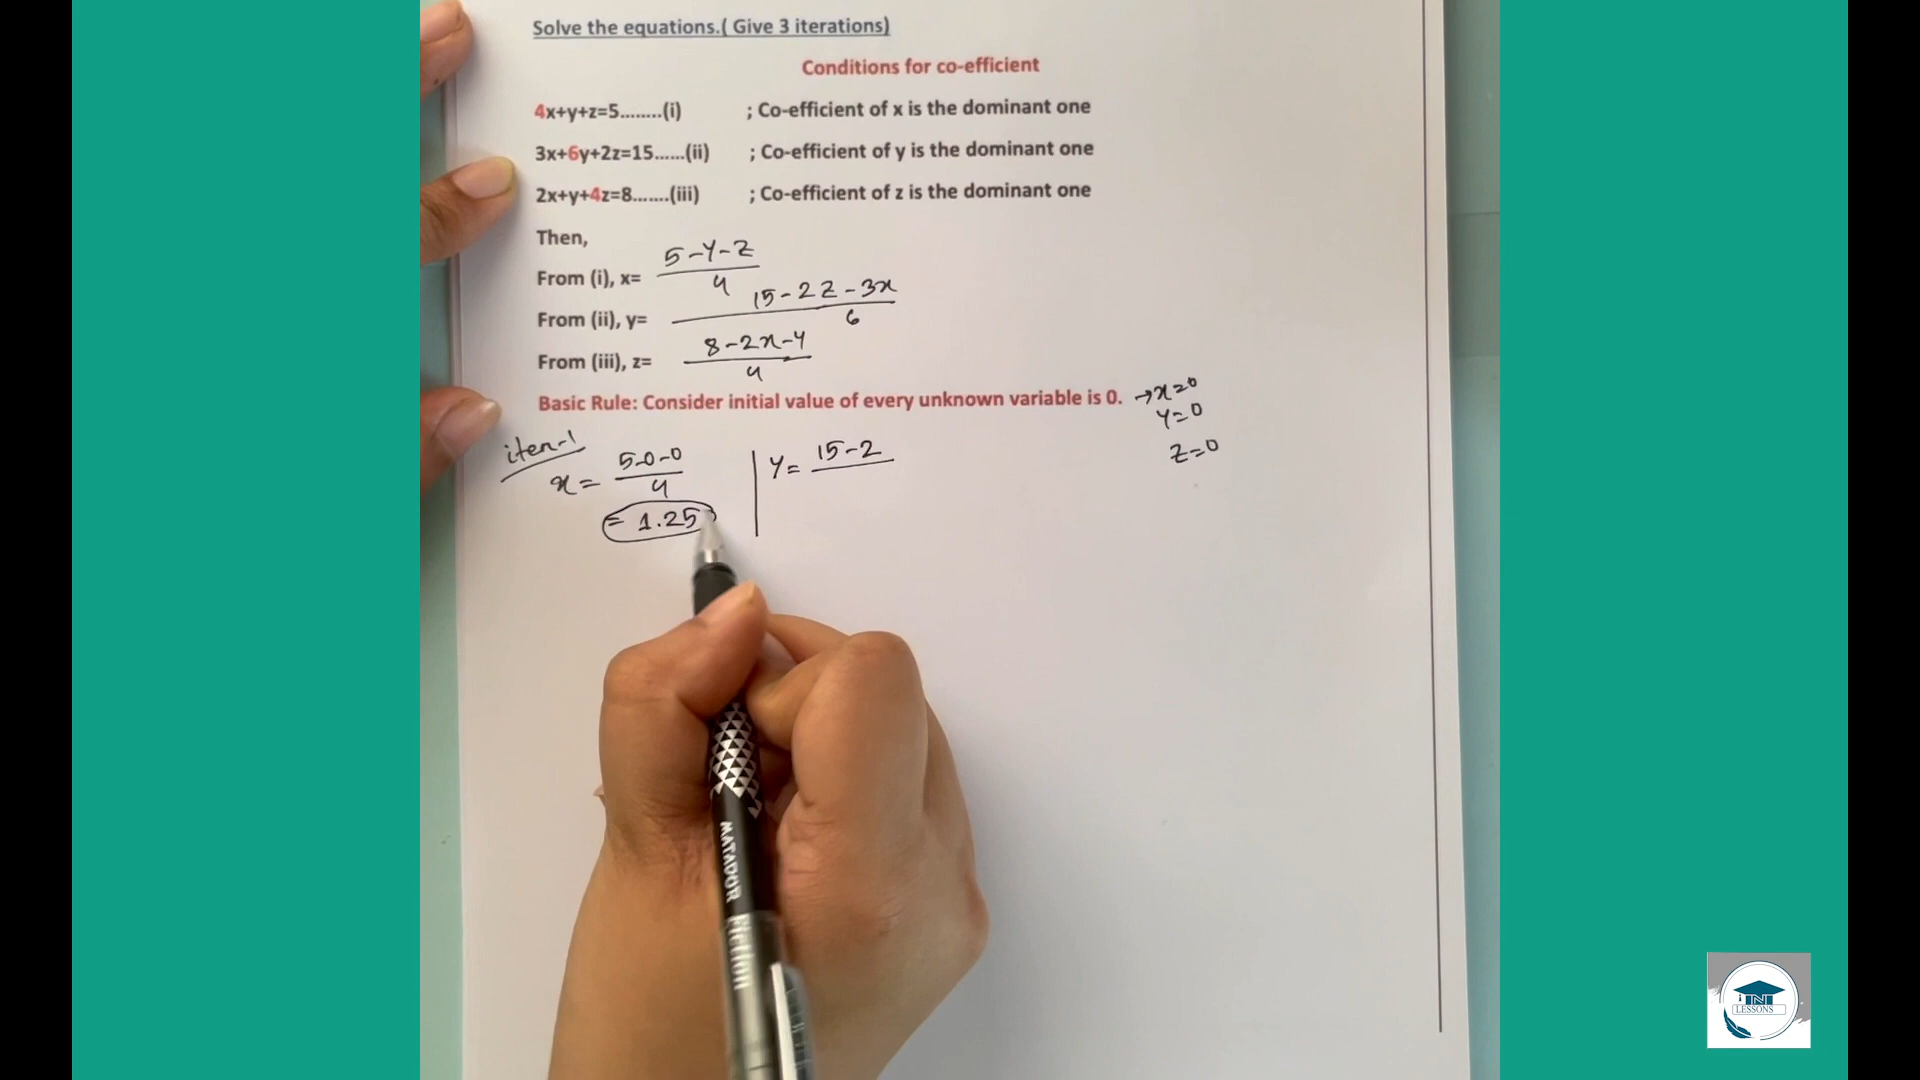 Solve the equations.( Give 3 iterations)
Conditions for co-efficient
4x+y+z=5........(i) ; Co-efficient of x is the dominant one
3x+6y+2z=15......(ii) ; Co-efficient of y is the dominant one
2x+y+4z=8.......(iii) ; Co-efficient of z is the dominant one
Then,
From (i), x= 5-y-z / 4
From (ii), y= 15-2z-3x / 6
From (iii), z= 8-2x-y / 4
Basic Rule: Consider initial value of every unknown variable is 0. → x=0
y=0
z=0
iter-1
x= 5-0-0 / 4
= 1.25
y= 15-2
MATADOR Fiction
LESSONS